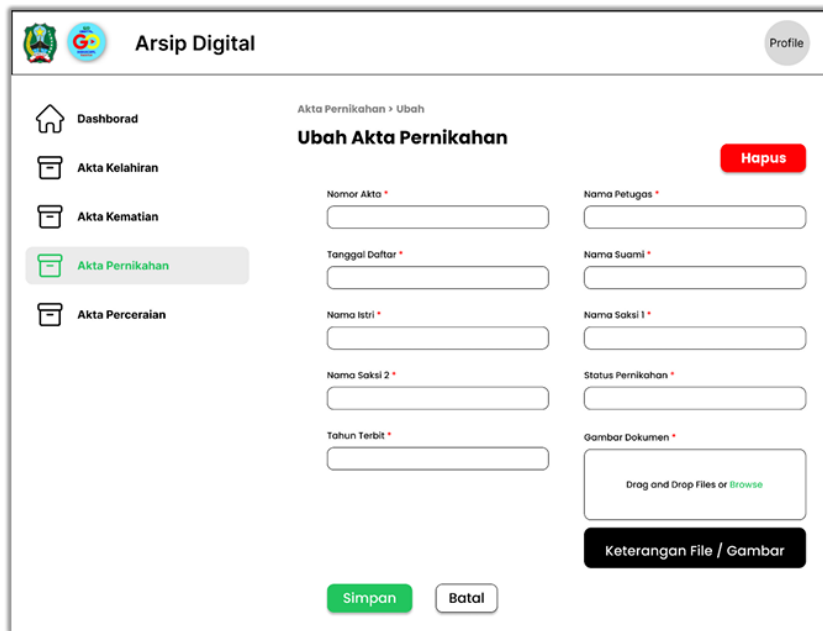 GO
Arsip Digital
Profile
Dashborad
Akta Kelahiran
Akta Kematian
Akta Pernikahan
Akta Perceraian
Akta Pernikahan > Ubah
Ubah Akta Pernikahan
Hapus
Nomor Akta *
Nama Petugas *
Tanggal Daftar *
Nama Suami *
Nama Istri *
Nama Saksi 1 *
Nama Saksi 2 *
Status Pernikahan *
Tahun Terbit *
Gambar Dokumen *
Drag and Drop Files or Browse
Keterangan File / Gambar
Simpan
Batal